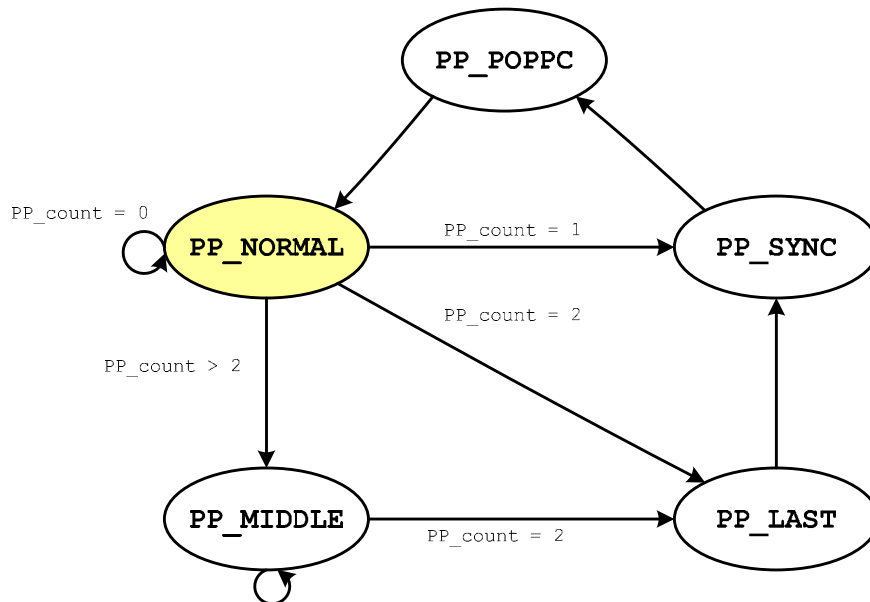 PP_POPPC
PP_count = 0
PP_NORMAL
PP_count = 1
PP_SYNC
PP_count = 2
PP_count > 2
PP_MIDDLE
PP_count = 2
PP_LAST